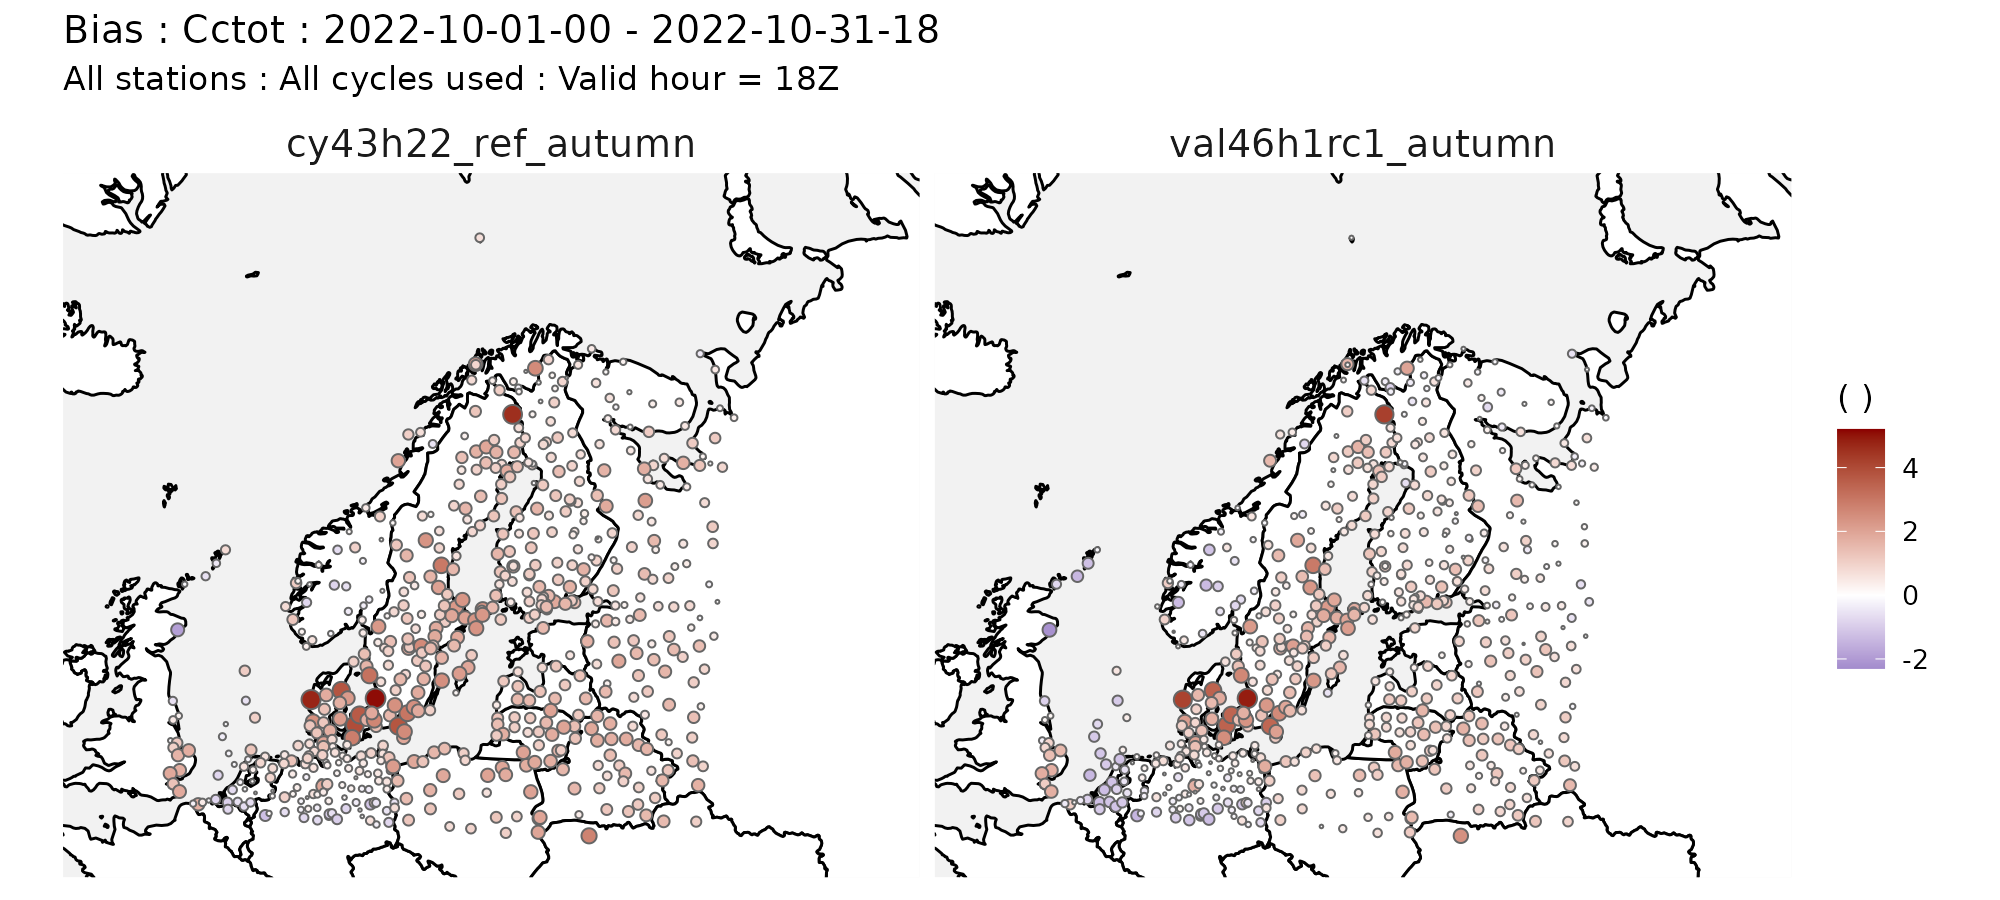 Bias : Cctot : 2022-10-01-00 - 2022-10-31-18
All stations : All cycles used : Valid hour = 18Z
cy43h22_ref_autumn
val46h1rc1_autumn
( )
4
2
0
-2